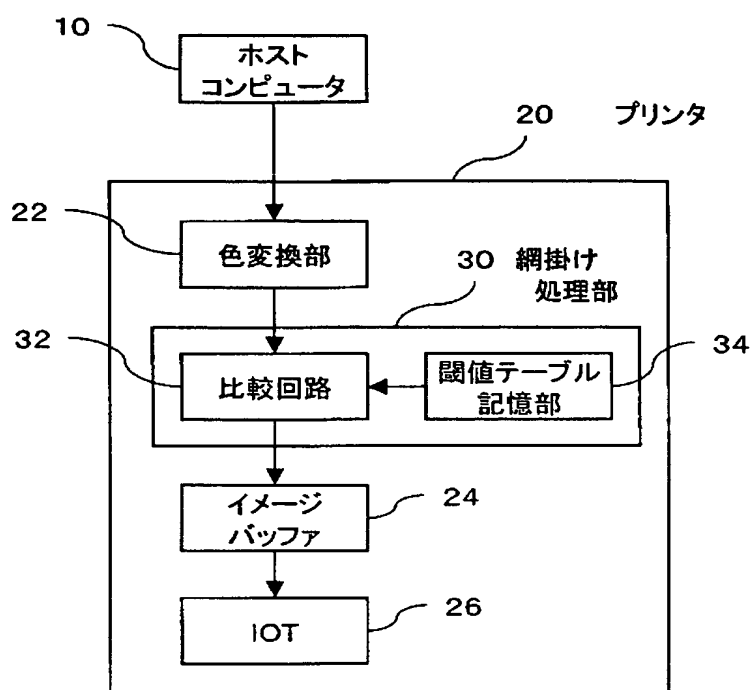 10
ホスト
コンピュータ
20 プリンタ
22
色変換部
30 網掛け
処理部
32
比較回路
閾値テーブル
記憶部
34
イメージ
バッファ
24
IOT
26